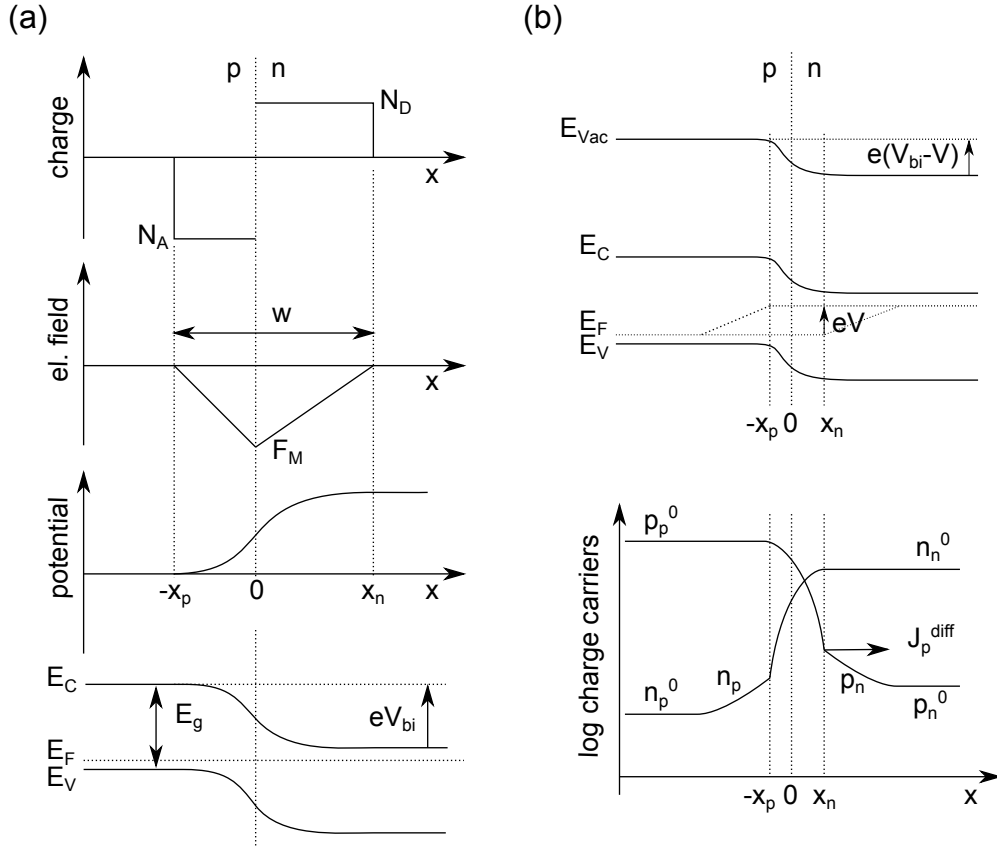 (a)
p n
charge
N_D
x
N_A
el. field
w
x
F_M
potential
-x_p 0 x_n x
E_C
E_g
eV_bi
E_F
E_V
(b)
p n
E_Vac
e(V_bi-V)
E_C
E_F
eV
E_V
-x_p 0 x_n
log charge carriers
p_p^0
n_n^0
J_p^diff
n_p
p_n
n_p^0
p_n^0
-x_p 0 x_n x